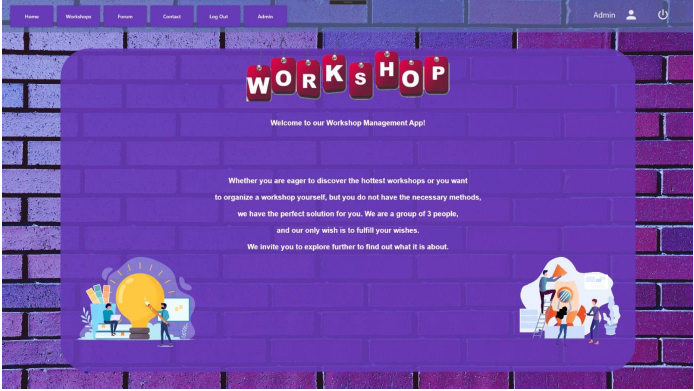 Admin
Home
Workshops
Forum
Contact
Log Out
Admin
Admin
WORKSHOP
Welcome to our Workshop Management App!
Whether you are eager to discover the hottest workshops or you want
to organize a workshop yourself, but you do not have the necessary methods,
we have the perfect solution for you. We are a group of 3 people,
and our only wish is to fulfill your wishes.
We invite you to explore further to find out what it is about.